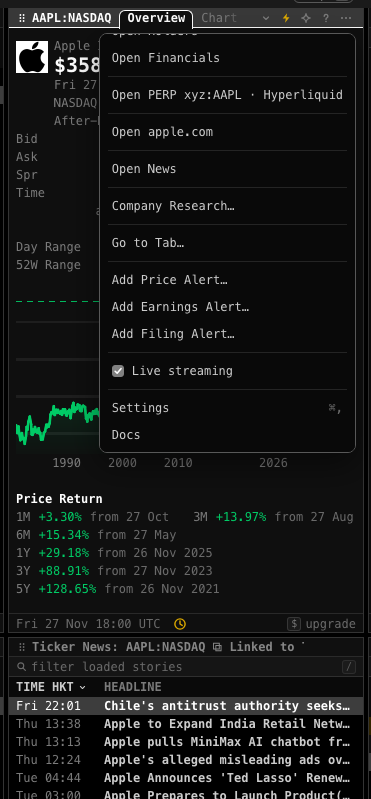 AAPL:NASDAQ Overview Chart
Apple
$358
Fri 27
NASDAQ
After-
Bid
Ask
Spr
Time
Day Range
52W Range
Open Financials
Open PERP xyz:AAPL · Hyperliquid
Open apple.com
Open News
Company Research…
Go to Tab…
Add Price Alert…
Add Earnings Alert…
Add Filing Alert…
Live streaming
Settings ⌘,
Docs
1990 2000 2010 2026
Price Return
1M +3.30% from 27 Oct 3M +13.97% from 27 Aug
6M +15.34% from 27 May
1Y +29.18% from 26 Nov 2025
3Y +88.91% from 27 Nov 2023
5Y +128.65% from 26 Nov 2021
Fri 27 Nov 18:00 UTC $ upgrade
Ticker News: AAPL:NASDAQ Linked to
filter loaded stories /
TIME HKT HEADLINE
Fri 22:01 Chile's antitrust authority seeks…
Thu 13:38 Apple to Expand India Retail Netw…
Thu 13:13 Apple pulls MiniMax AI chatbot fr…
Thu 12:24 Apple's alleged misleading ads ov…
Tue 04:44 Apple Announces 'Ted Lasso' Renew…
Tue 03:00 Apple Prepares to Launch Product(…